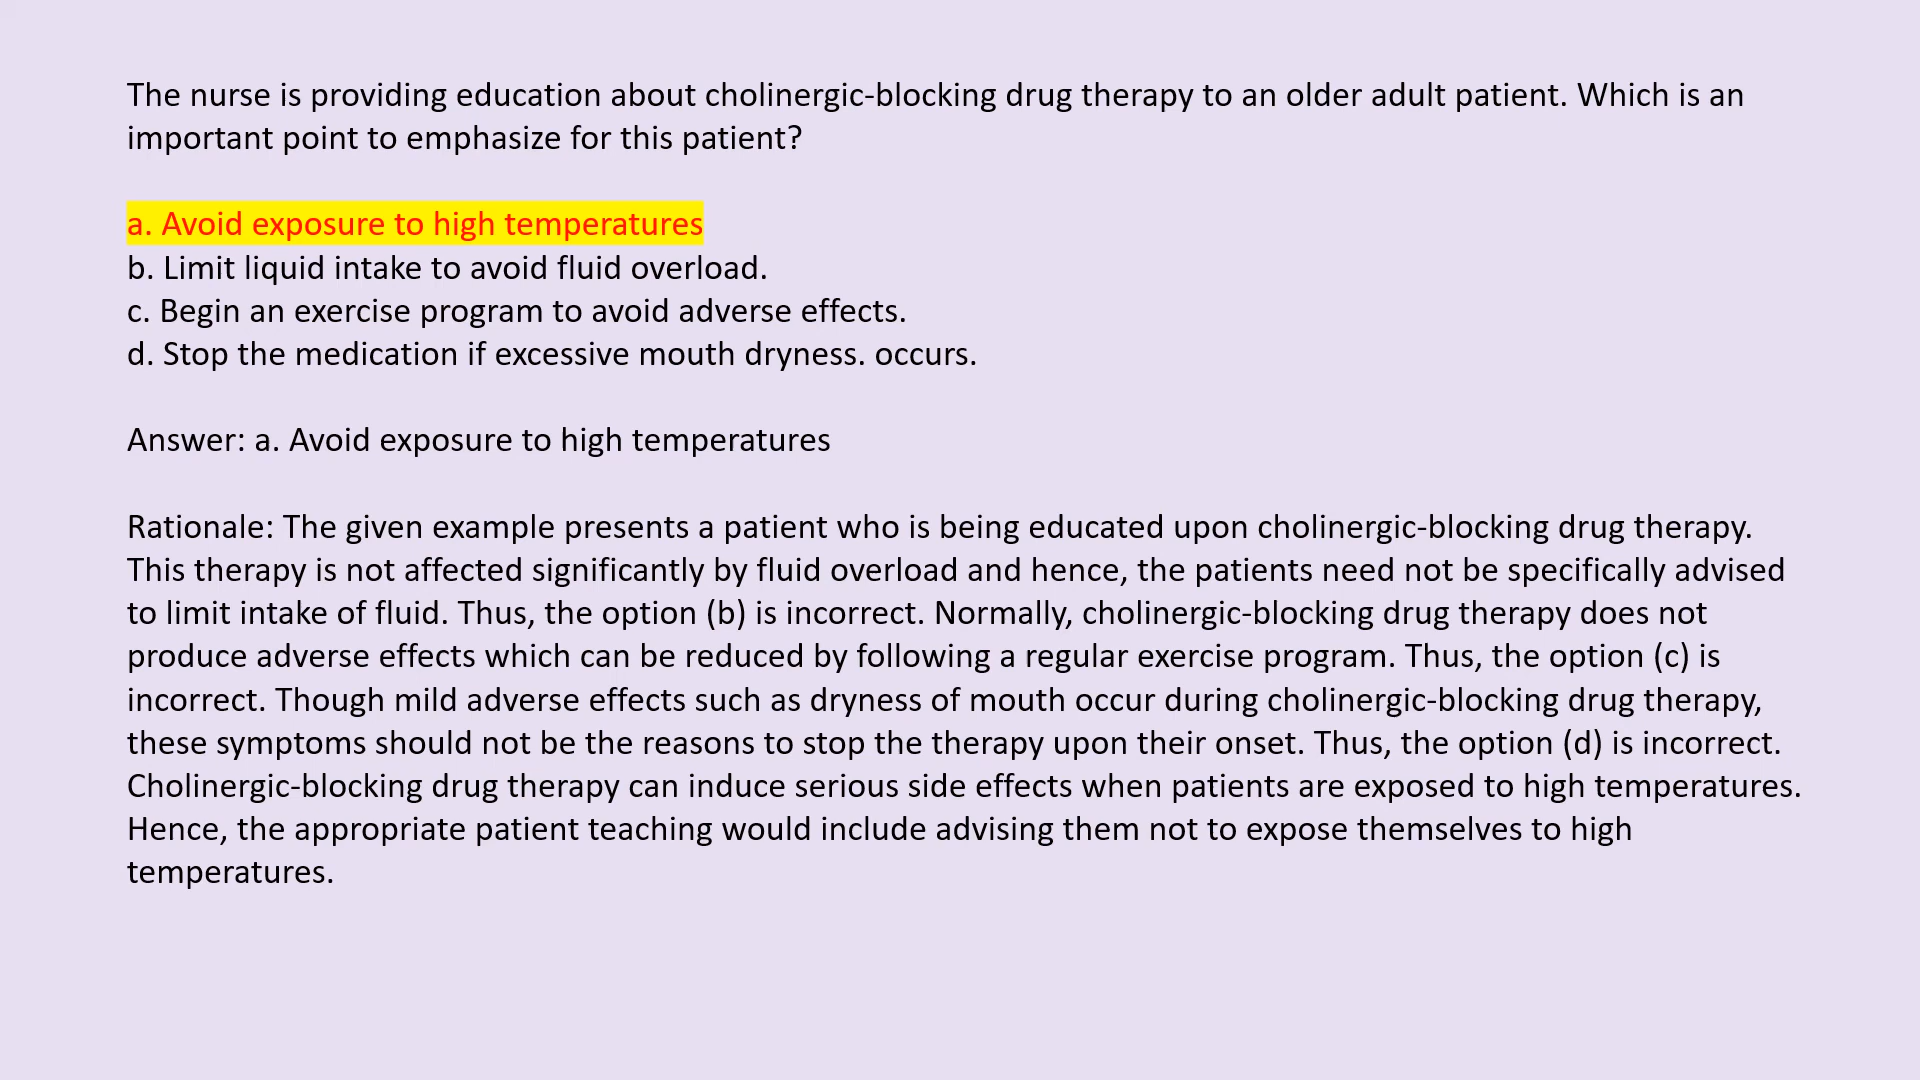 The nurse is providing education about cholinergic-blocking drug therapy to an older adult patient. Which is an
important point to emphasize for this patient?
a. Avoid exposure to high temperatures
b. Limit liquid intake to avoid fluid overload.
c. Begin an exercise program to avoid adverse effects.
d. Stop the medication if excessive mouth dryness. occurs.
Answer: a. Avoid exposure to high temperatures
Rationale: The given example presents a patient who is being educated upon cholinergic-blocking drug therapy.
This therapy is not affected significantly by fluid overload and hence, the patients need not be specifically advised
to limit intake of fluid. Thus, the option (b) is incorrect. Normally, cholinergic-blocking drug therapy does not
produce adverse effects which can be reduced by following a regular exercise program. Thus, the option (c) is
incorrect. Though mild adverse effects such as dryness of mouth occur during cholinergic-blocking drug therapy,
these symptoms should not be the reasons to stop the therapy upon their onset. Thus, the option (d) is incorrect.
Cholinergic-blocking drug therapy can induce serious side effects when patients are exposed to high temperatures.
Hence, the appropriate patient teaching would include advising them not to expose themselves to high
temperatures.